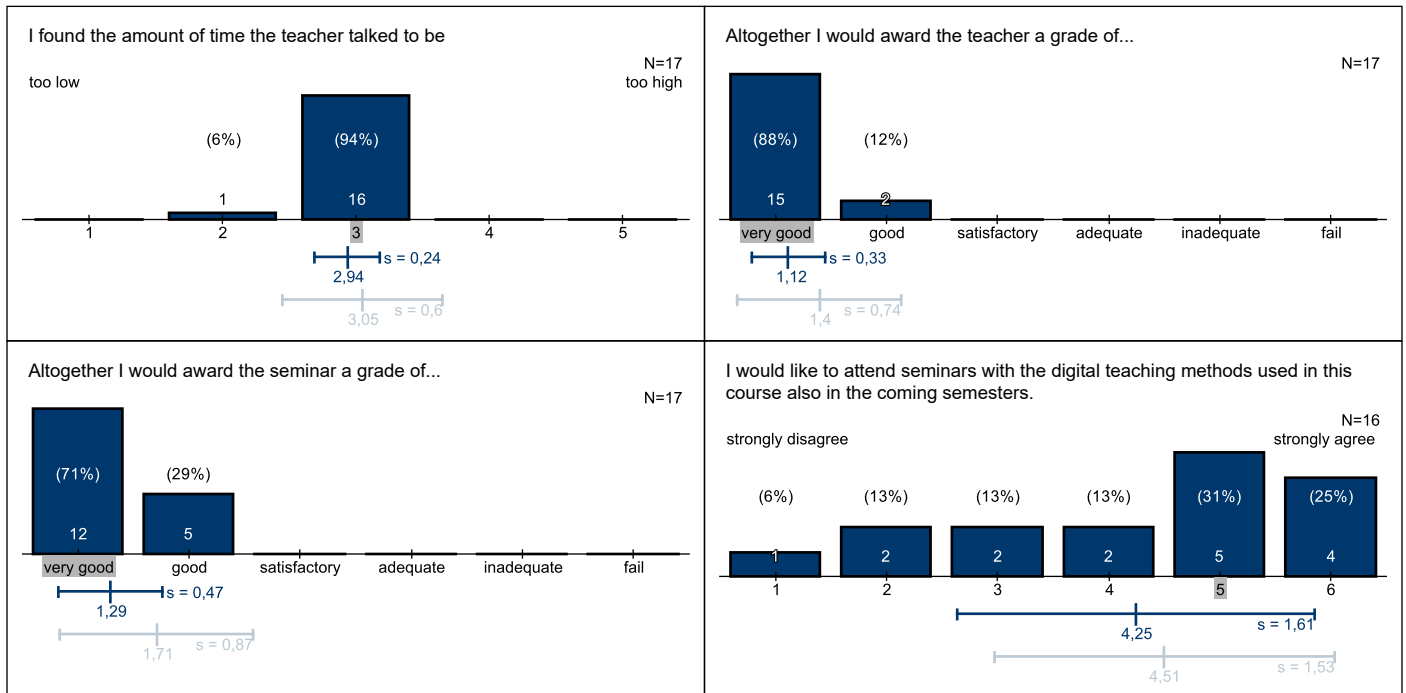 I found the amount of time the teacher talked to be
N=17
too low
too high
(6%)
(94%)
1
16
1
2
3
4
5
s = 0,24
2,94
s = 0,6
3,05
Altogether I would award the teacher a grade of...
N=17
(88%)
(12%)
15
2
very good
good
satisfactory
adequate
inadequate
fail
s = 0,33
1,12
s = 0,74
1,4
Altogether I would award the seminar a grade of...
N=17
(71%)
(29%)
12
5
very good
good
satisfactory
adequate
inadequate
fail
s = 0,47
1,29
s = 0,87
1,71
I would like to attend seminars with the digital teaching methods used in this
course also in the coming semesters.
N=16
strongly disagree
strongly agree
(6%)
(13%)
(13%)
(13%)
(31%)
(25%)
1
2
2
2
5
4
1
2
3
4
5
6
s = 1,61
4,25
s = 1,53
4,51